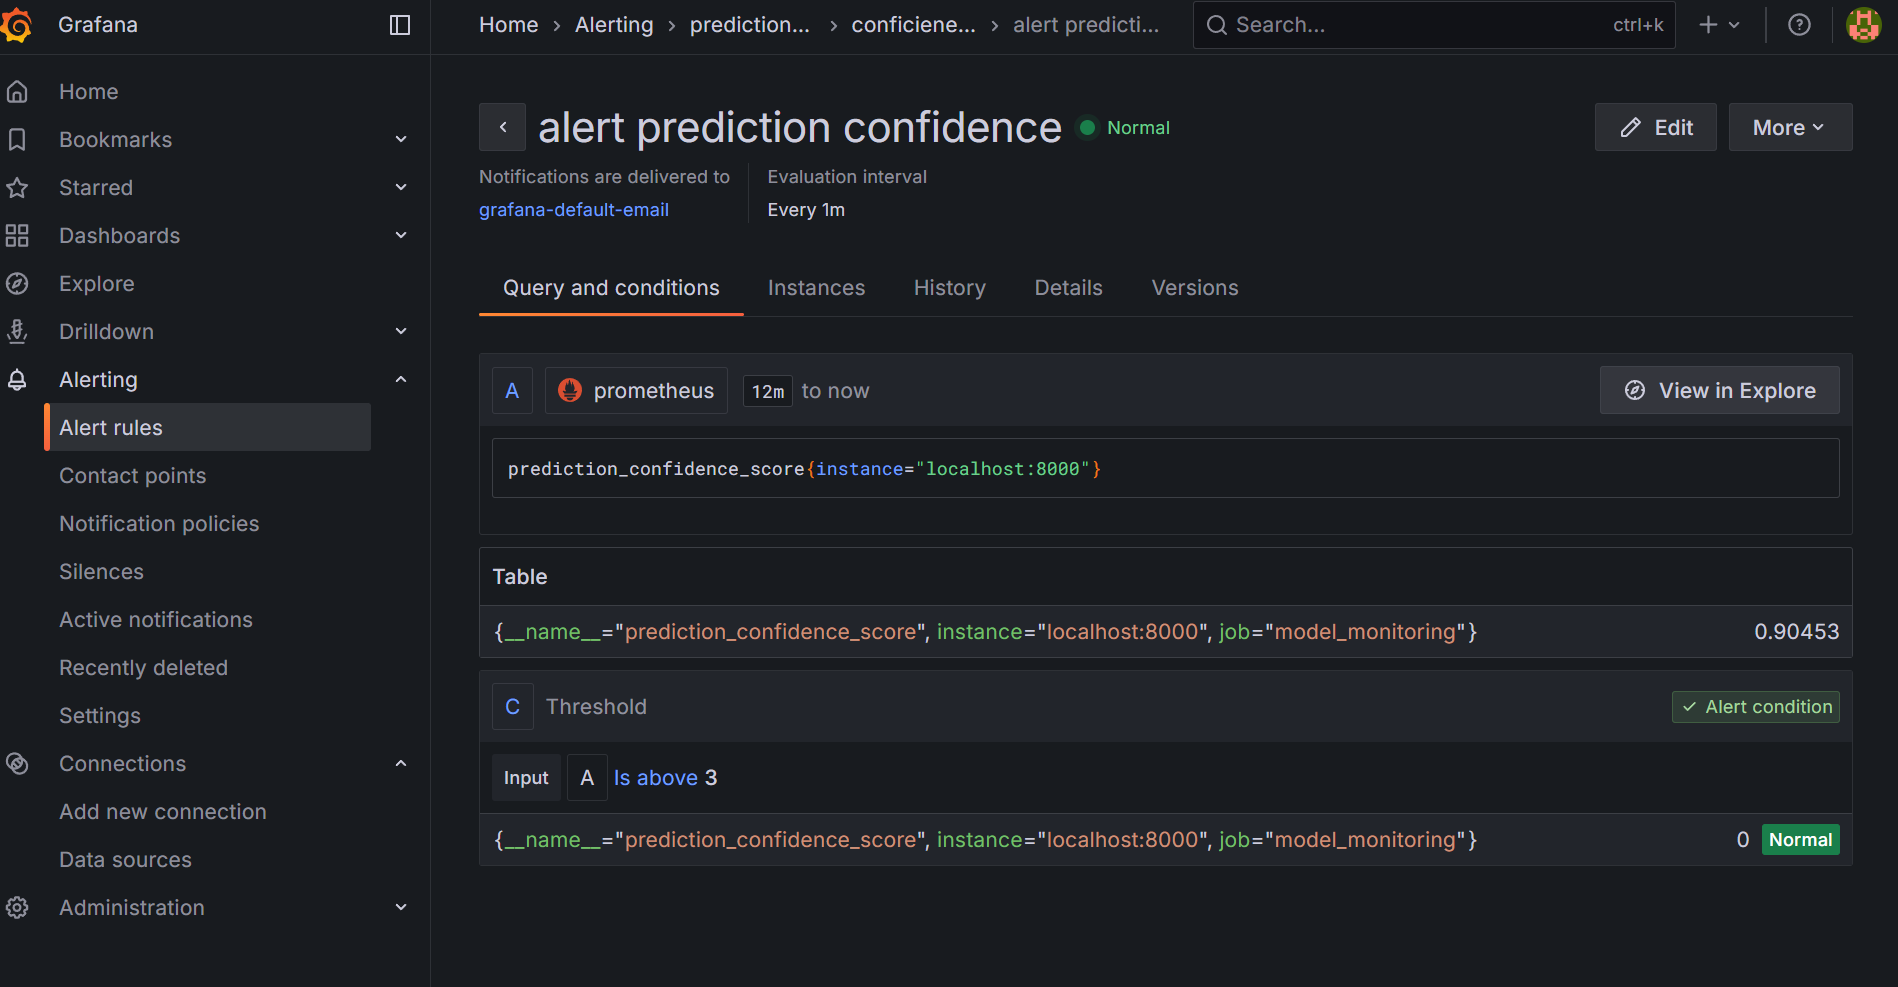 Grafana
Home > Alerting > prediction... > conficiene... > alert predicti...
Search...
ctrl+k
Home
Bookmarks
Starred
Dashboards
Explore
Drilldown
Alerting
Alert rules
Contact points
Notification policies
Silences
Active notifications
Recently deleted
Settings
Connections
Add new connection
Data sources
Administration
alert prediction confidence
Normal
Edit
More
Notifications are delivered to
grafana-default-email
Evaluation interval
Every 1m
Query and conditions
Instances
History
Details
Versions
A
prometheus
12m to now
View in Explore
prediction_confidence_score{instance="localhost:8000"}
Table
{__name__="prediction_confidence_score", instance="localhost:8000", job="model_monitoring"}
0.90453
C
Threshold
Alert condition
Input A Is above 3
{__name__="prediction_confidence_score", instance="localhost:8000", job="model_monitoring"}
0 Normal